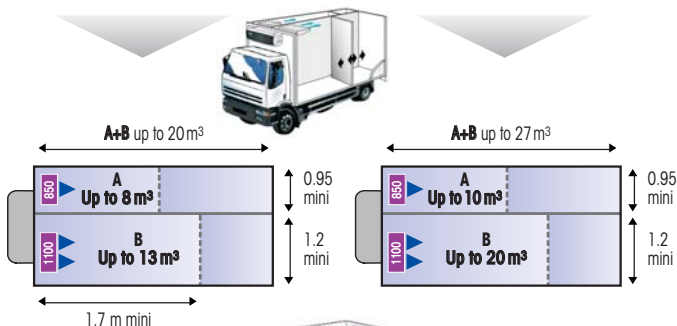 A+B up to 20 m³
A+B up to 27 m³
850
A
Up to 8 m³
0.95
mini
1100
B
Up to 13 m³
1.2
mini
1.7 m mini
850
A
Up to 10 m³
0.95
mini
1100
B
Up to 20 m³
1.2
mini